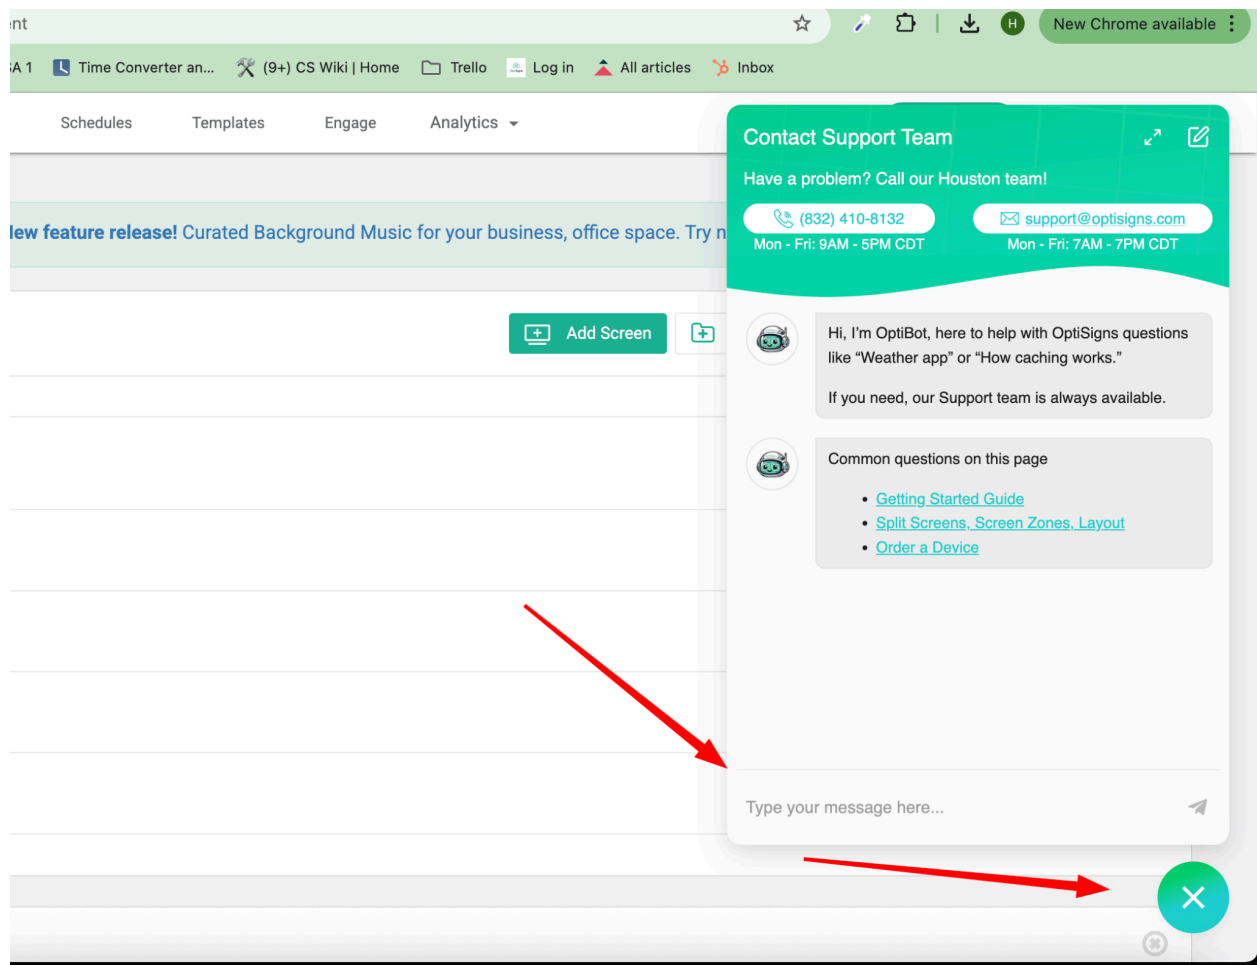 ent
H
New Chrome available
SA 1
Time Converter an...
(9+) CS Wiki | Home
Trello
Log in
All articles
Inbox
Schedules
Templates
Engage
Analytics
New feature release! Curated Background Music for your business, office space. Try n
Add Screen
Contact Support Team
Have a problem? Call our Houston team!
(832) 410-8132
support@optisigns.com
Mon - Fri: 9AM - 5PM CDT
Mon - Fri: 7AM - 7PM CDT
Hi, I'm OptiBot, here to help with OptiSigns questions
like “Weather app” or “How caching works.”
If you need, our Support team is always available.
Common questions on this page
Getting Started Guide
Split Screens, Screen Zones, Layout
Order a Device
Type your message here...